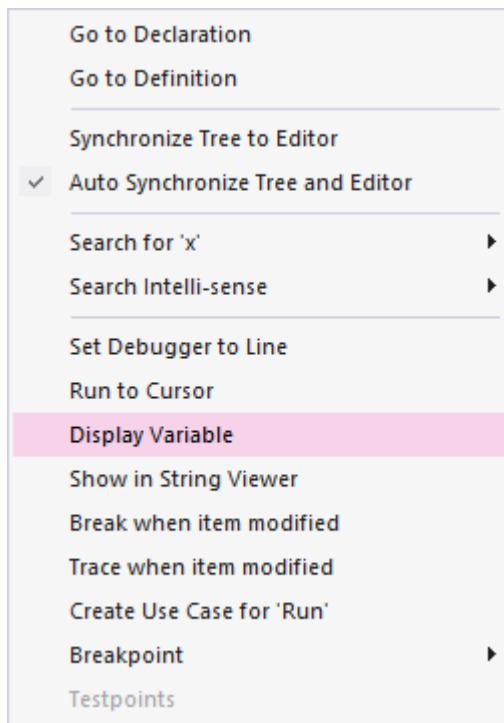 Go to Declaration
Go to Definition
Synchronize Tree to Editor
Auto Synchronize Tree and Editor
Search for 'x'
Search Intelli-sense
Set Debugger to Line
Run to Cursor
Display Variable
Show in String Viewer
Break when item modified
Trace when item modified
Create Use Case for 'Run'
Breakpoint
Testpoints